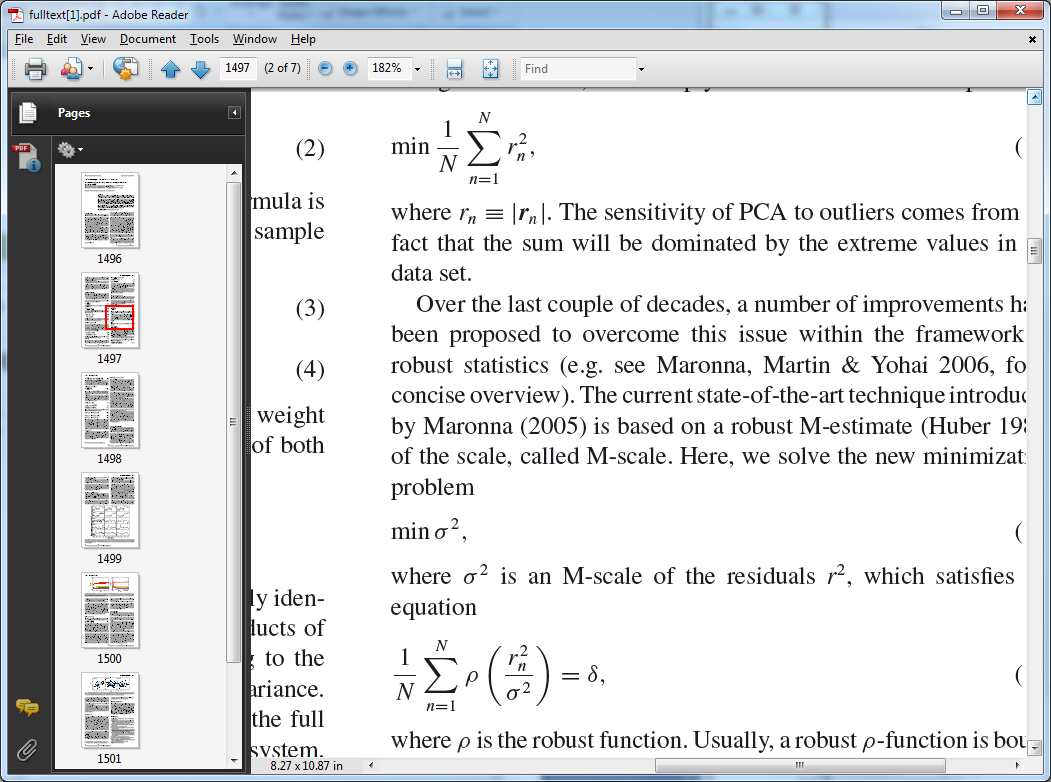 fulltext[1].pdf - Adobe Reader
File Edit View Document Tools Window Help
1497 (2 of 7) 182% Find
Pages
1496
1497
1498
1499
1500
1501
(2)
rmula is
sample
(3)
(4)
weight
of both
ly iden-
ducts of
g to the
ariance.
the full
system.
min 1/N ∑_{n=1}^{N} r_n^2, (
where r_n ≡ |r_n|. The sensitivity of PCA to outliers comes from
fact that the sum will be dominated by the extreme values in
data set.
Over the last couple of decades, a number of improvements ha
been proposed to overcome this issue within the framework
robust statistics (e.g. see Maronna, Martin & Yohai 2006, fo
concise overview). The current state-of-the-art technique introduc
by Maronna (2005) is based on a robust M-estimate (Huber 198
of the scale, called M-scale. Here, we solve the new minimizat
problem
min σ^2, (
where σ^2 is an M-scale of the residuals r^2, which satisfies
equation
1/N ∑_{n=1}^{N} ρ (r_n^2/σ^2) = δ, (
where ρ is the robust function. Usually, a robust ρ-function is bou
8.27 x 10.87 in